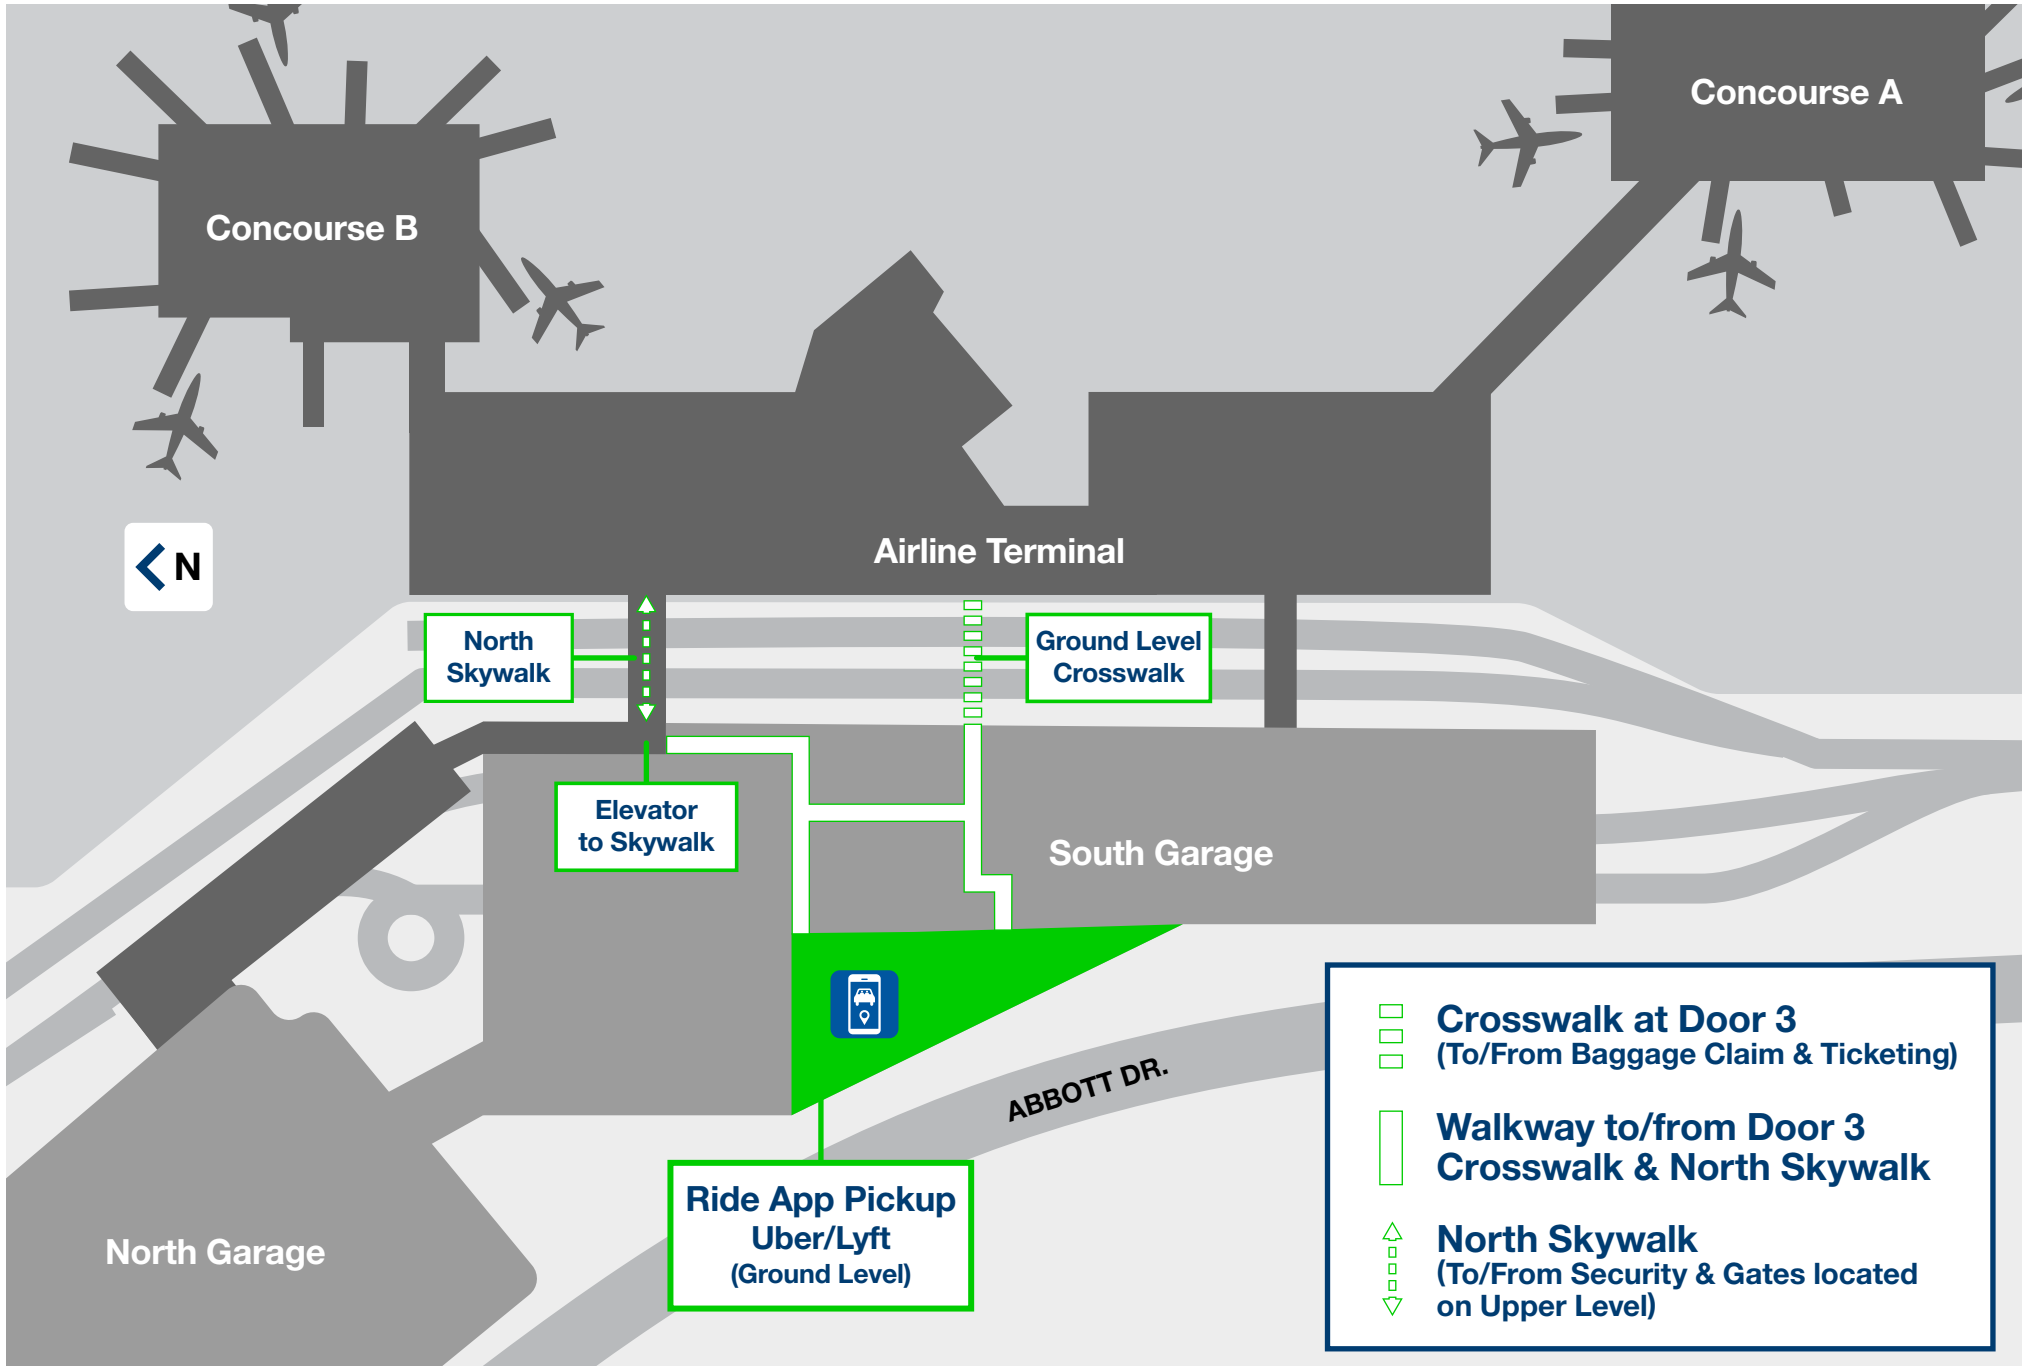 Concourse A
Concourse B
Airline Terminal
N
North
Skywalk
Ground Level
Crosswalk
Elevator
to Skywalk
South Garage
ABBOTT DR.
Ride App Pickup
Uber/Lyft
(Ground Level)
North Garage
Crosswalk at Door 3
(To/From Baggage Claim & Ticketing)
Walkway to/from Door 3
Crosswalk & North Skywalk
North Skywalk
(To/From Security & Gates located
on Upper Level)